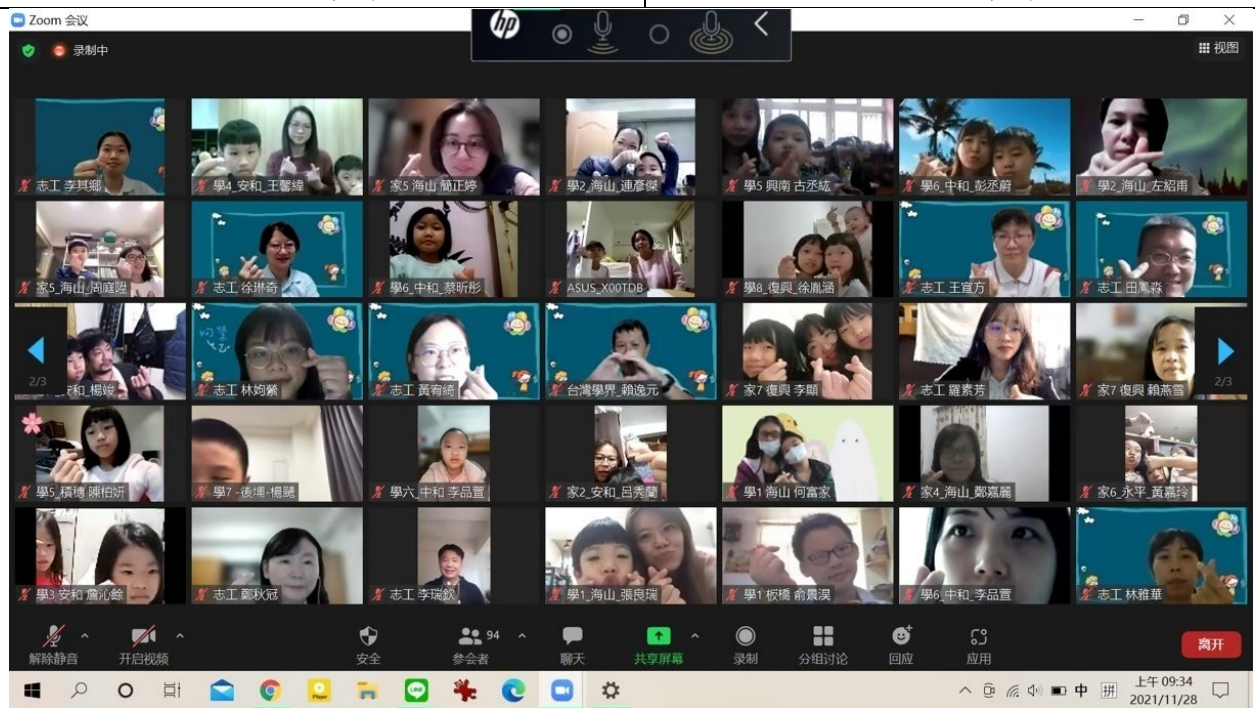 Zoom 会议
hp
录制中
视图
志工 李其鄉
學4_安和_王馨緯
家5 海山 簡正婷
學2_海山_連彥傑
學5 興南 古丞紘
學6_中和_彭丞蔚
學2_海山_左紹甫
家5_海山_周庭
志工 徐琳奇
學6_中和_蔡昕彤
ASUS_X00TDB
學8_復興_徐胤涵
志工 王宣方
志工 田鳳淼
2/3
和_楊竣
志工 林姁縈
志工 黃宥綺
台灣學界_賴逸元
家7 復興 李顯
志工 羅素芳
家7 復興 賴燕雪
2/3
學5_積穗 陳柏妍
學7 -後埔-楊
學六_中和 李品萱
家2_安和_呂秀蘭
學1 海山 何富家
家4_海山_鄭嘉麗
家6_永平_黃嘉玲
學3 安和 詹沁餘
志工 鄭秋冠
志工 李瑞欽
學1_海山_張良瑞
學1 板橋 俞景淏
學6_中和_李品萱
志工 林雅華
解除静音
开启视频
安全
94
参会者
聊天
共享屏幕
录制
分组讨论
回应
应用
离开
Player
LINE
中
拼
上午 09:34
2021/11/28